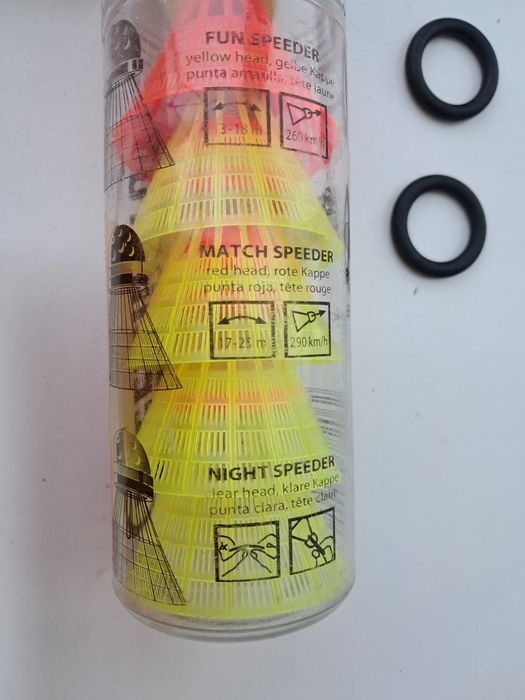 FUN SPEEDER
yellow head, gelbe Kappe
punta amarilla, tête jaune
3-18 m
260 km/h
MATCH SPEEDER
red head, rote Kappe
punta roja, tête rouge
7-25 m
290 km/h
NIGHT SPEEDER
clear head, klare Kappe
punta clara, tête claire